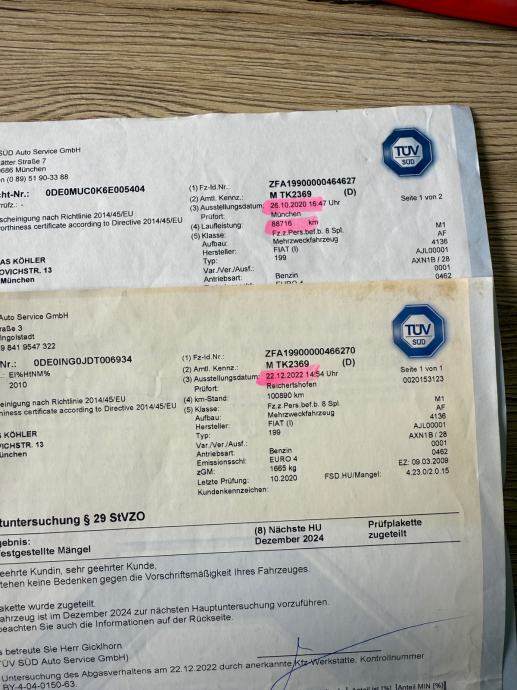 SÜD Auto Service GmbH
Straße 7
München
(0 89) 51 90-33 88
cht-Nr.: 0DE0MUC0K6E005404
TÜV
SÜD
(1) Fz-Id.Nr.: ZFA19900000464627
(2) Amtl. Kennz.: M TK2369 (D)
(3) Ausstellungsdatum: 26.10.2020 16:47 Uhr Seite 1 von 2
Prüfort: München
(4) Laufleistung: 88716 km
(5) Klasse: Fz.z.Pers.bef.b. 8 Spl. M1
Aufbau: Mehrzweckfahrzeug AF
Hersteller: FIAT (I) 4136
Typ: 199 AJL00001
Var./Ver./Ausf.: AXN1B / 28
0001
Antriebsart: Benzin 0462
scheinigung nach Richtlinie 2014/45/EU
orthiness certificate according to Directive 2014/45/EU
AS KÖHLER
OVICHSTR. 13
München
Auto Service GmbH
raße 3
ngolstadt
9 841 9547 322
Nr.: 0DE0ING0JDT006934
EI%HtNM%
2010
TÜV
SÜD
(1) Fz-Id.Nr.: ZFA19900000466270
(2) Amtl. Kennz.: M TK2369 (D)
(3) Ausstellungsdatum: 22.12.2022 14:54 Uhr Seite 1 von 1
Prüfort: Reichertshofen 0020153123
(4) km-Stand: 100890 km
(5) Klasse: Fz.z.Pers.bef.b. 8 Spl. M1
Aufbau: Mehrzweckfahrzeug AF
Hersteller: FIAT (I) 4136
Typ: 199 AJL00001
Var./Ver./Ausf.: AXN1B / 28
0001
Antriebsart: Benzin 0462
Emissionsschl: EURO 4 EZ: 09.03.2009
zGM: 1665 kg
Letzte Prüfung: 10.2020 FSD.HU/Mangel: 4.23.0/2.0.15
Kundenkennzeichen:
einigung nach Richtlinie 2014/45/EU
hiness certificate according to Directive 2014/45/EU
S KÖHLER
VICHSTR. 13
ünchen
tuntersuchung § 29 StVZO
gebnis: (8) Nächste HU Prüfplakette
estgestellte Mängel Dezember 2024 zugeteilt
eehrte Kundin, sehr geehrter Kunde,
stehen keine Bedenken gegen die Vorschriftsmäßigkeit Ihres Fahrzeuges.
akette wurde zugeteilt.
ahrzeug ist im Dezember 2024 zur nächsten Hauptuntersuchung vorzuführen.
beachten Sie auch die Informationen auf der Rückseite.
s betreute Sie Herr Gicklhorn
TÜV SÜD Auto Service GmbH)
Untersuchung des Abgasverhaltens am 22.12.2022 durch anerkannte Kfz-Werkstätte. Kontrollnummer
BY-4-04-0150-63.